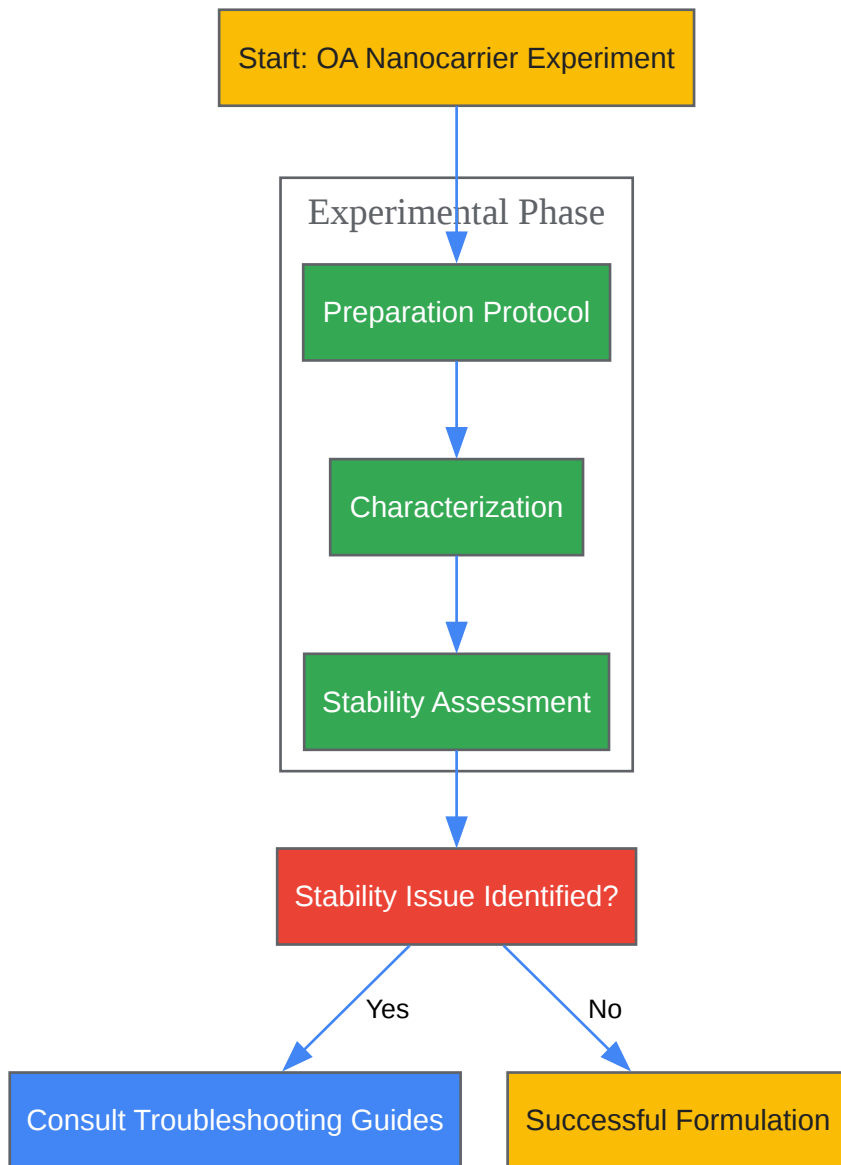 Start: OA Nanocarrier Experiment
Experimental Phase
Preparation Protocol
Characterization
Stability Assessment
Stability Issue Identified?
Yes
No
Consult Troubleshooting Guides
Successful Formulation